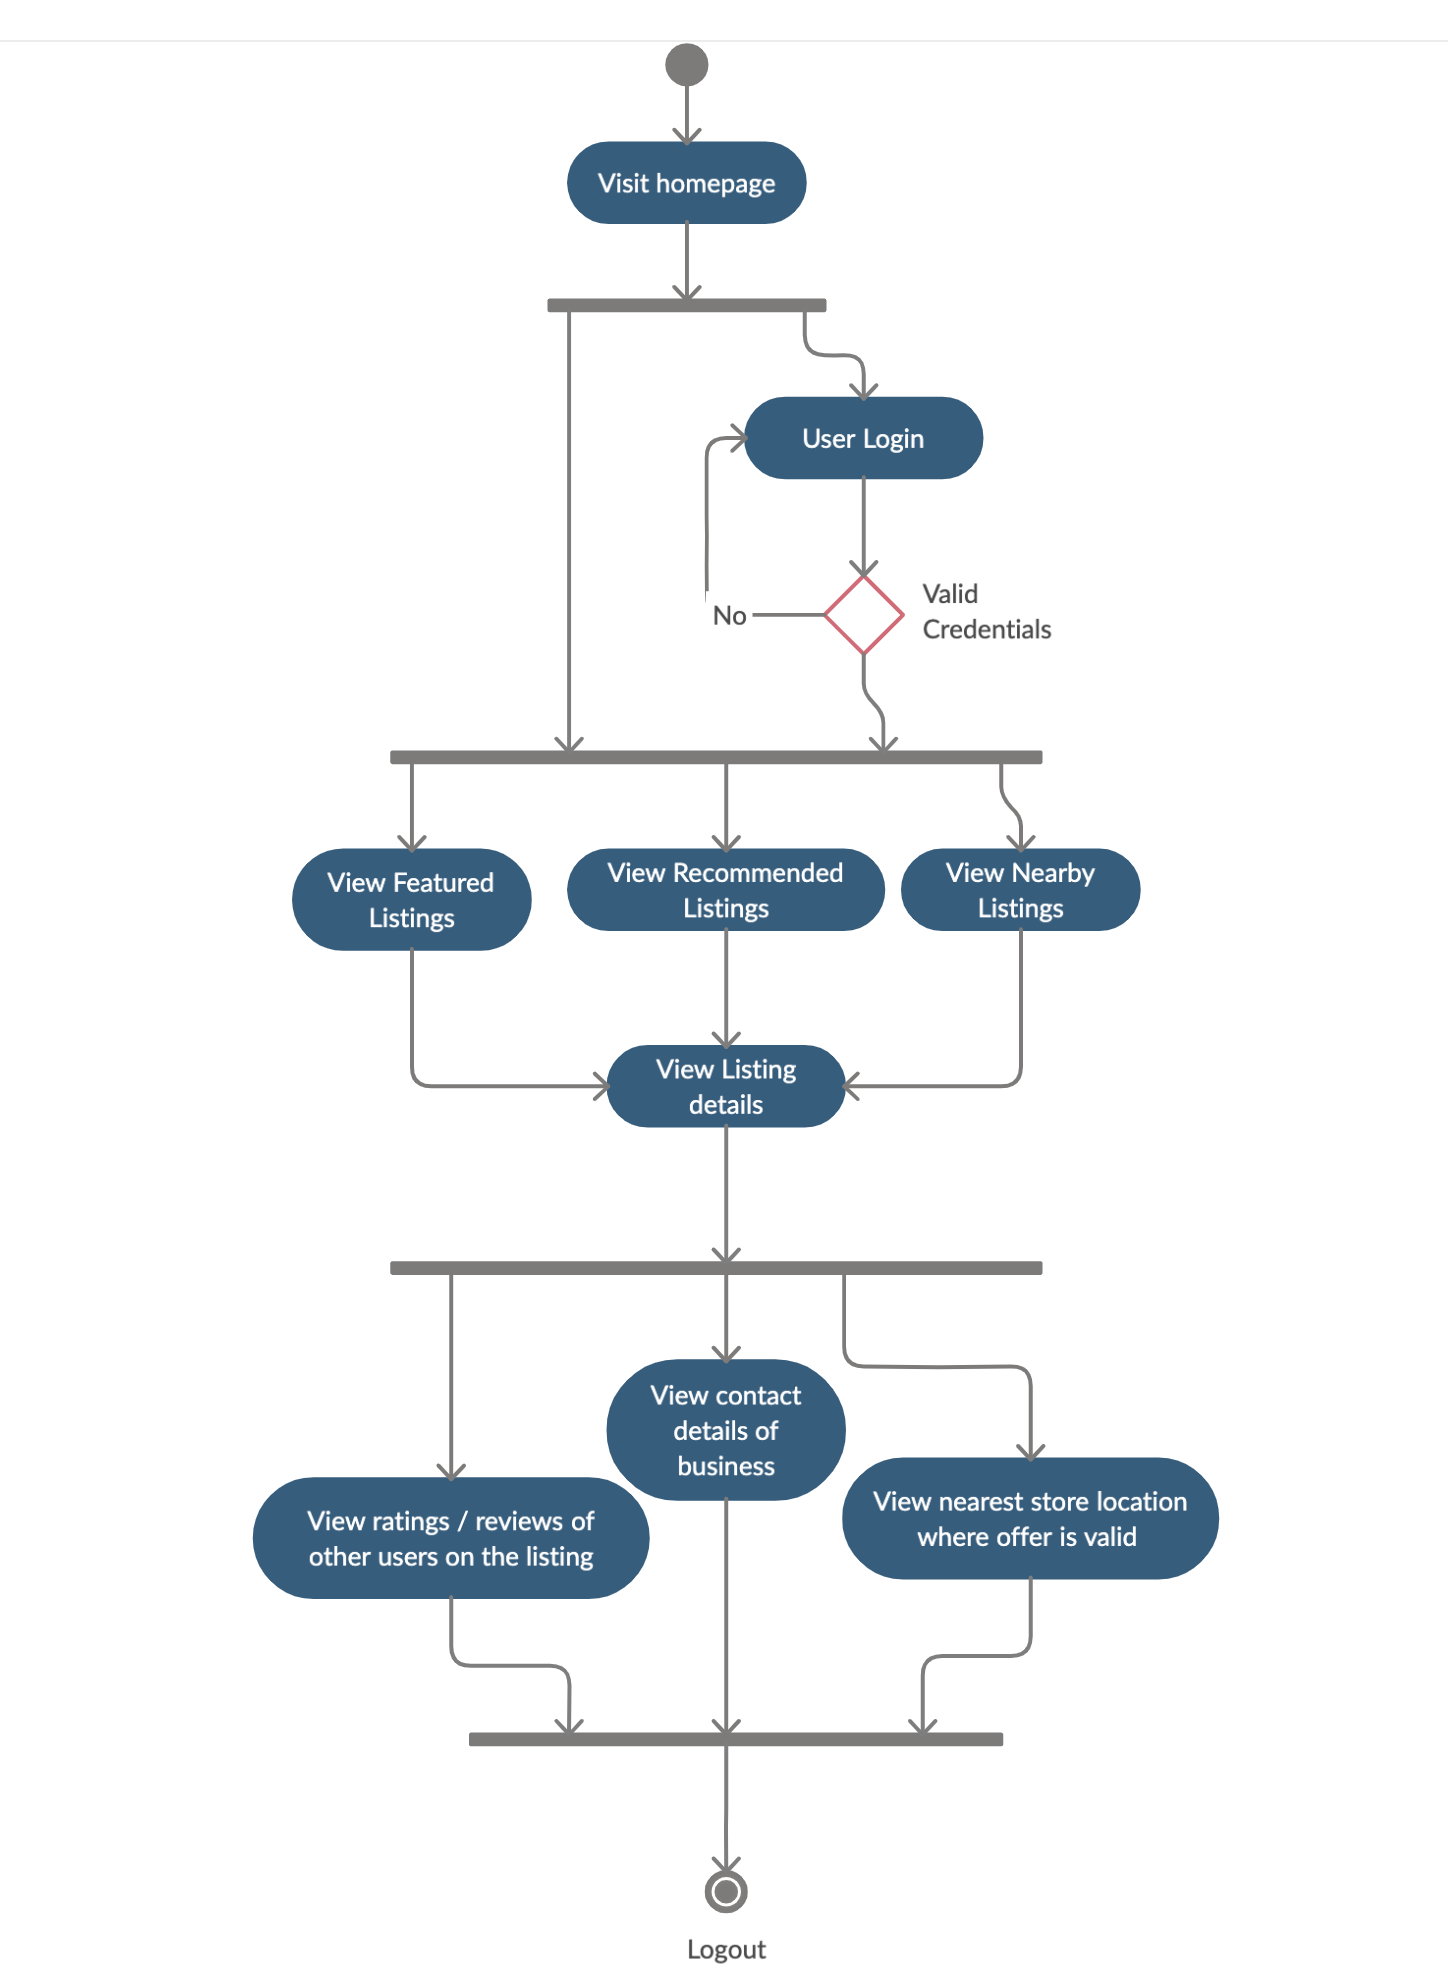 Visit homepage
User Login
Valid
Credentials
No
View Featured
Listings
View Recommended
Listings
View Nearby
Listings
View Listing
details
View contact
details of
business
View ratings / reviews of
other users on the listing
View nearest store location
where offer is valid
Logout